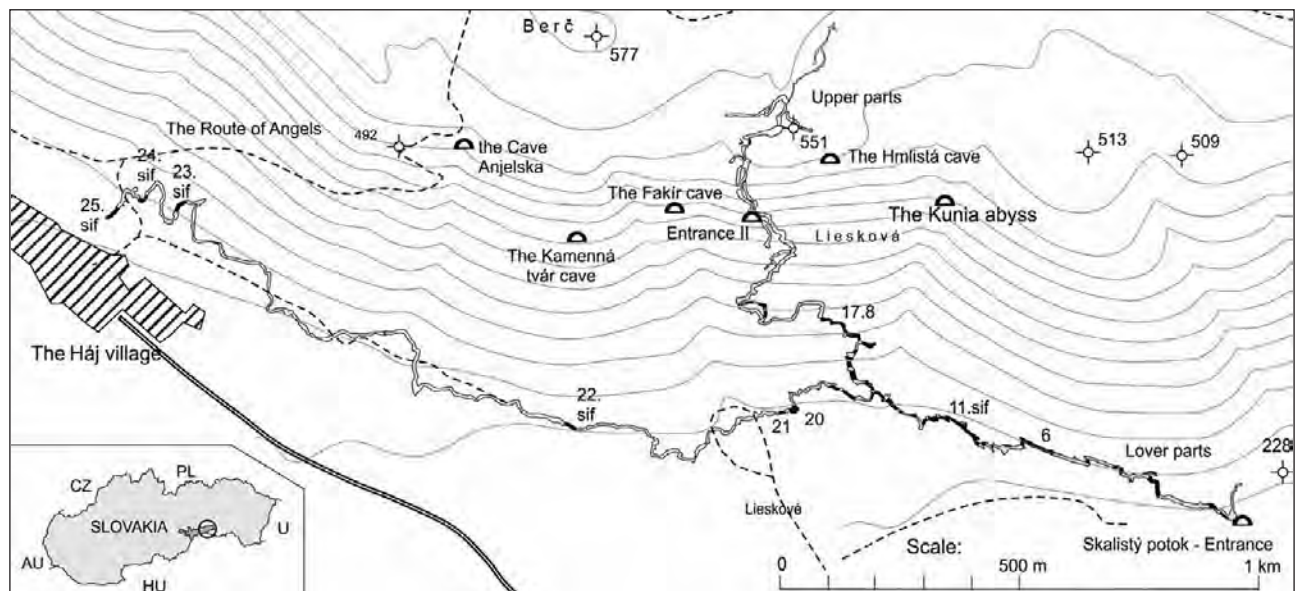 Berč
577
Upper parts
The Route of Angels
492
the Cave
Anjelska
551
The Hmlistá cave
513
509
24.
sif
23.
sif
25.
sif
The Fakír cave
The Kunia abyss
Entrance II
Liesková
The Kamenná
tvár cave
17.8
The Háj village
22.
sif
21
20
11.sif
6
Lover parts
228
Lieskové
CZ
PL
SLOVAKIA
U
AU
HU
Scale:
Skalistý potok - Entrance
0
500 m
1 km